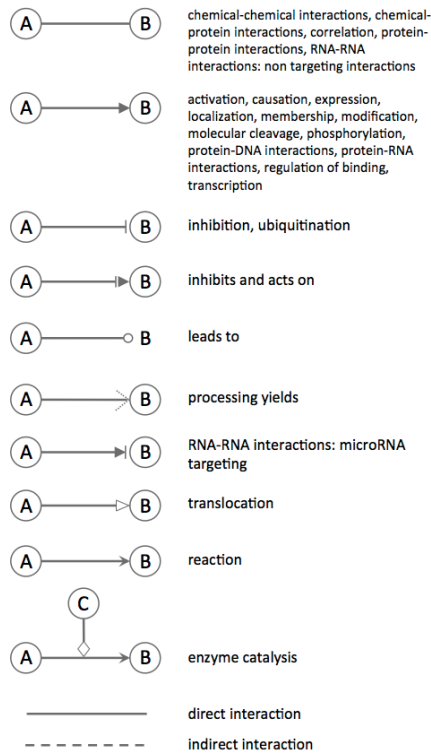 A B chemical-chemical interactions, chemical-
protein interactions, correlation, protein-
protein interactions, RNA-RNA
interactions: non targeting interactions
A B activation, causation, expression,
localization, membership, modification,
molecular cleavage, phosphorylation,
protein-DNA interactions, protein-RNA
interactions, regulation of binding,
transcription
A B inhibition, ubiquitination
A B inhibits and acts on
A B leads to
A B processing yields
A B RNA-RNA interactions: microRNA
targeting
A B translocation
A B reaction
C
A B enzyme catalysis
direct interaction
indirect interaction